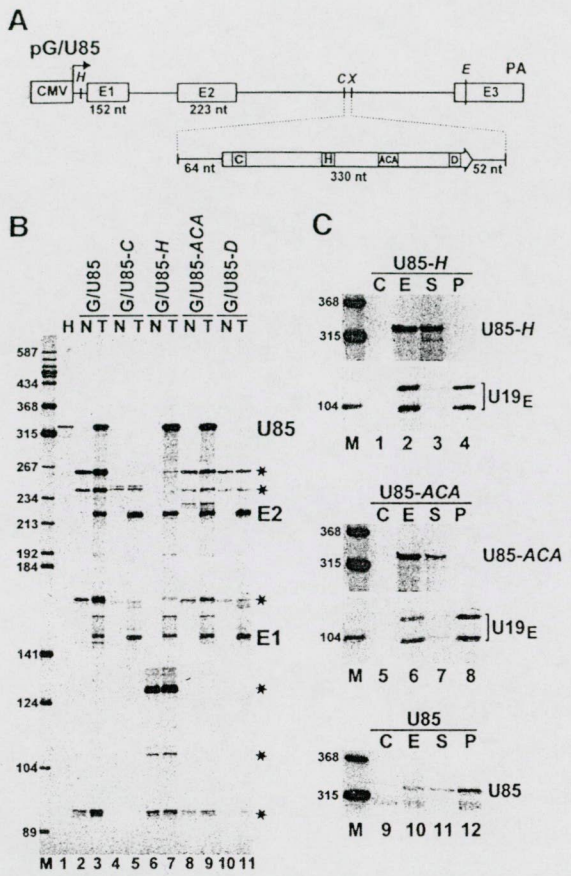 A
pG/U85
H
C X
E
PA
CMV
E1
E2
E3
152 nt
223 nt
C
H
ACA
D
64 nt
330 nt
52 nt
B
G/U85
G/U85-C
G/U85-H
G/U85-ACA
G/U85-D
H N T N T N T N T N T
587
434
368
315
U85
267
*
234
*
213
E2
192
184
*
E1
141
124
*
104
*
89
*
M 1 2 3 4 5 6 7 8 9 10 11
C
U85-H
C E S P
368
315
U85-H
104
U19E
M 1 2 3 4
U85-ACA
C E S P
368
315
U85-ACA
104
U19E
M 5 6 7 8
U85
C E S P
368
315
U85
M 9 10 11 12